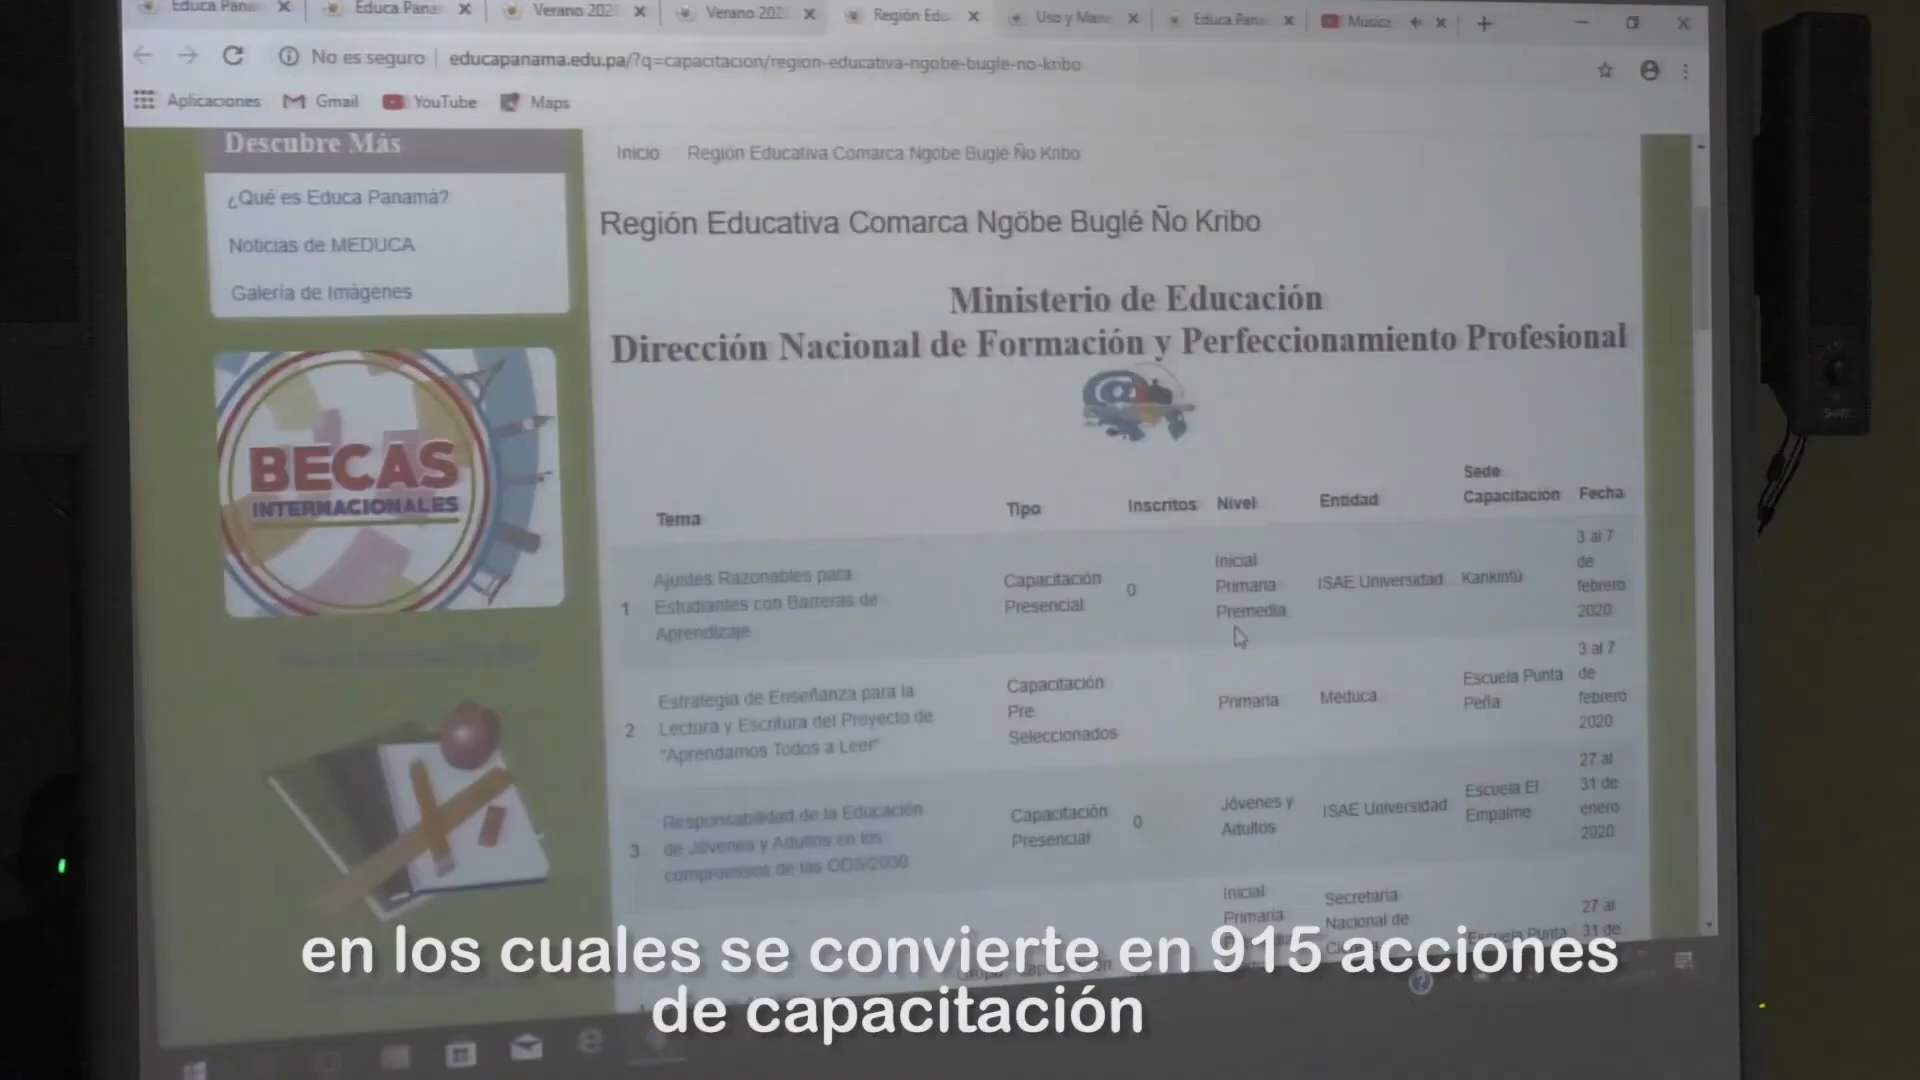 Educa Pana
Educa Pana
Verano 202
Verano 202
Región Edu
Uso y Mane
Educa Pana
No es seguro
educapanama.edu.pa/?q=capacitacion/region-educativa-ngobe-bugle-no-kribo
Aplicaciones
Gmail
YouTube
Maps
Descubre Más
¿Qué es Educa Panamá?
Noticias de MEDUCA
Galería de Imágenes
BECAS
INTERNACIONALES
Inicio Región Educativa Comarca Ngöbe Buglé Ño Kribo
Región Educativa Comarca Ngöbe Buglé Ño Kribo
Ministerio de Educación
Dirección Nacional de Formación y Perfeccionamiento Profesional
Tema Tipo Inscritos Nivel Entidad Sede Capacitación Fecha
1
Ajustes Razonables para
Estudiantes con Barreras de
Aprendizaje
Capacitación
Presencial
0
Inicial
Primaria
Premedia
ISAE Universidad
Kankintú
3 al 7
de
febrero
2020
2
Estrategia de Enseñanza para la
Lectura y Escritura del Proyecto de
"Aprendamos Todos a Leer"
Capacitación
Pre
Seleccionados
Primaria
Meduca
Escuela Punta
Peña
3 al 7
de
febrero
2020
3
Responsabilidad de la Educación
de Jóvenes y Adultos en los
compromisos de las ODS/2030
Capacitación
Presencial
0
Jóvenes y
Adultos
ISAE Universidad
Escuela El
Empalme
27 al
31 de
enero
2020
Inicial
Primaria
Secretaria
Nacional de
Escuela Punta
27 al
31 de
en los cuales se convierte en 915 acciones
de capacitación